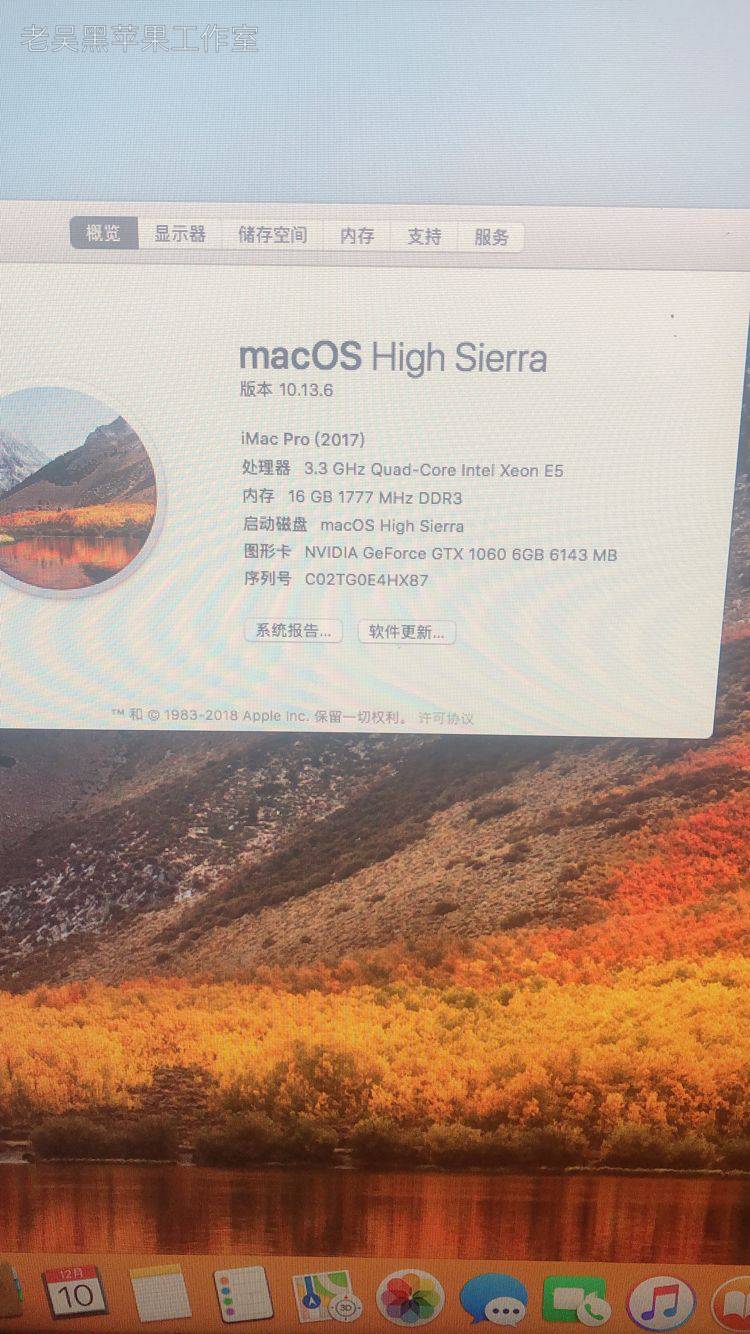 老吴黑苹果工作室
概览 显示器 储存空间 内存 支持 服务
macOS High Sierra
版本 10.13.6
iMac Pro (2017)
处理器 3.3 GHz Quad-Core Intel Xeon E5
内存 16 GB 1777 MHz DDR3
启动磁盘 macOS High Sierra
图形卡 NVIDIA GeForce GTX 1060 6GB 6143 MB
序列号 C02TG0E4HX87
系统报告... 软件更新...
™ 和 © 1983-2018 Apple Inc. 保留一切权利。 许可协议
12月
10
3D